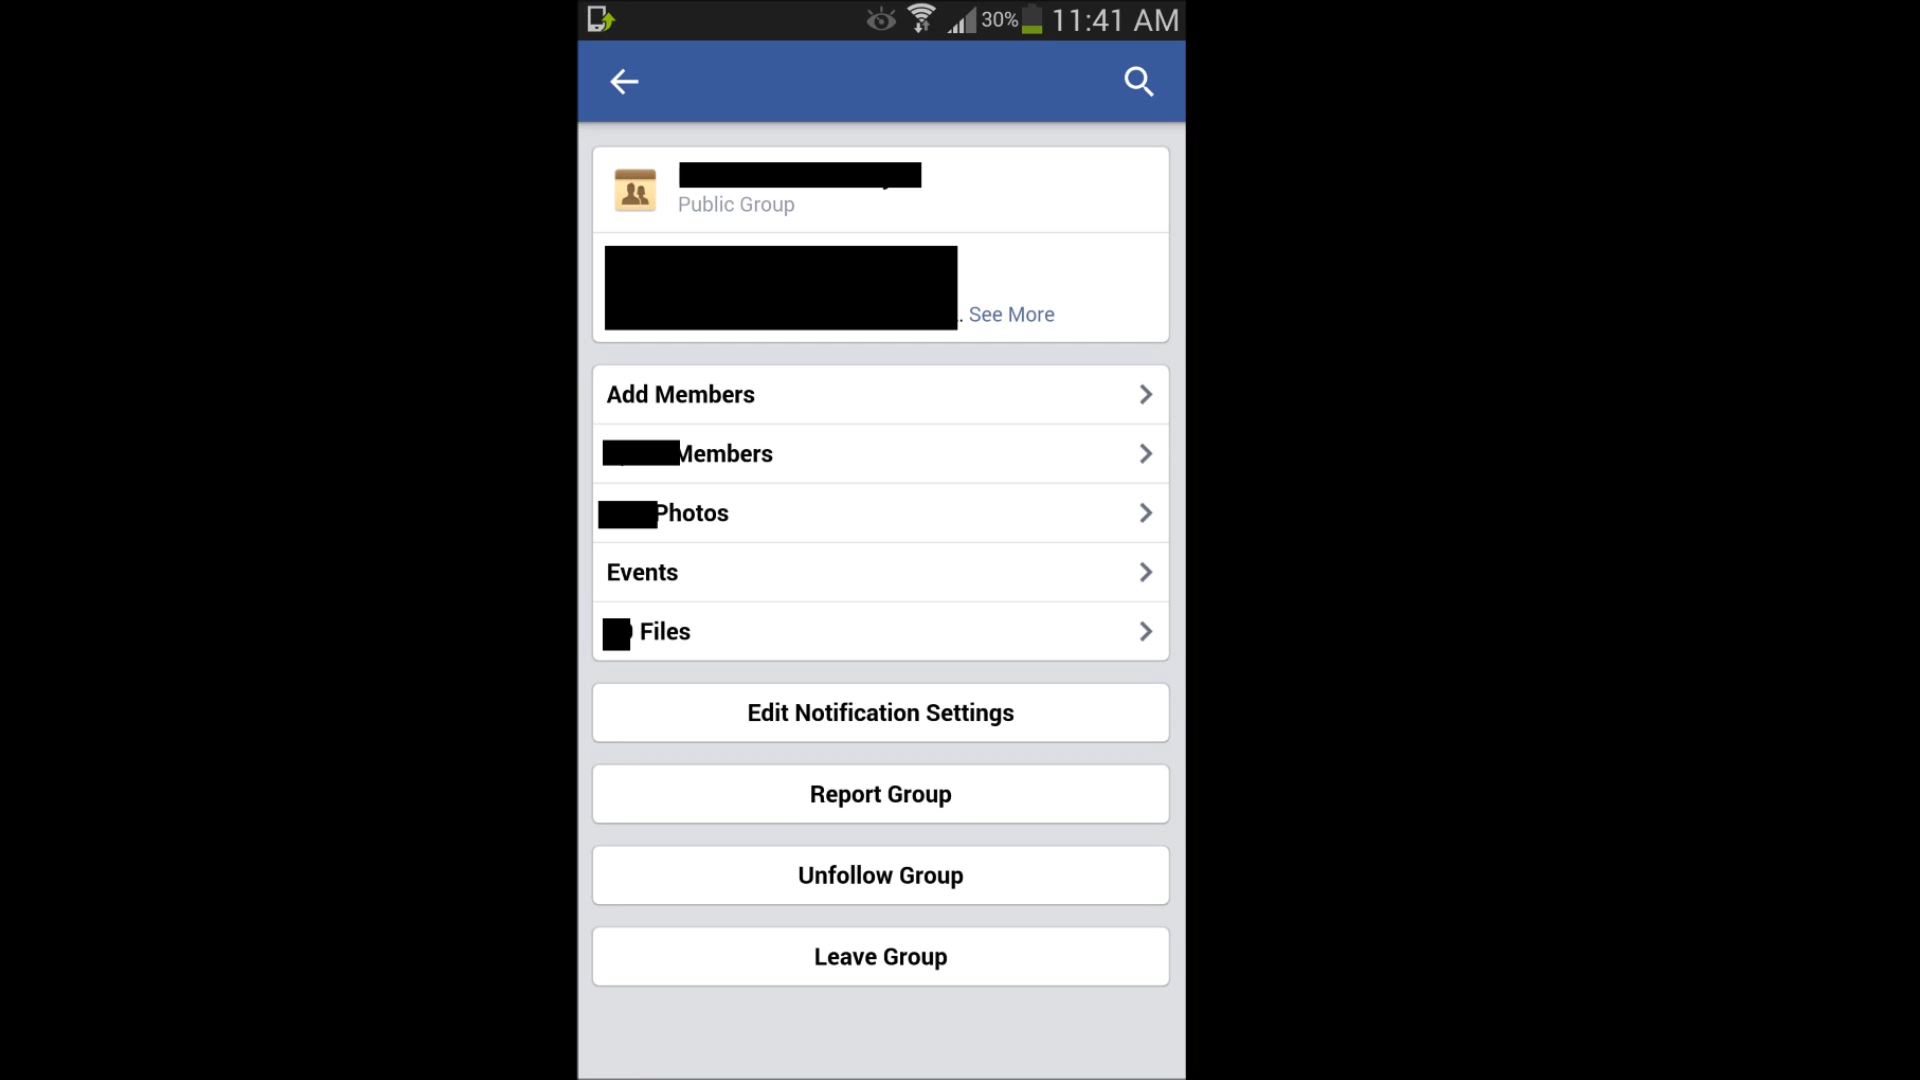 30% 11:41 AM
Public Group
. See More
Add Members
Members
Photos
Events
Files
Edit Notification Settings
Report Group
Unfollow Group
Leave Group